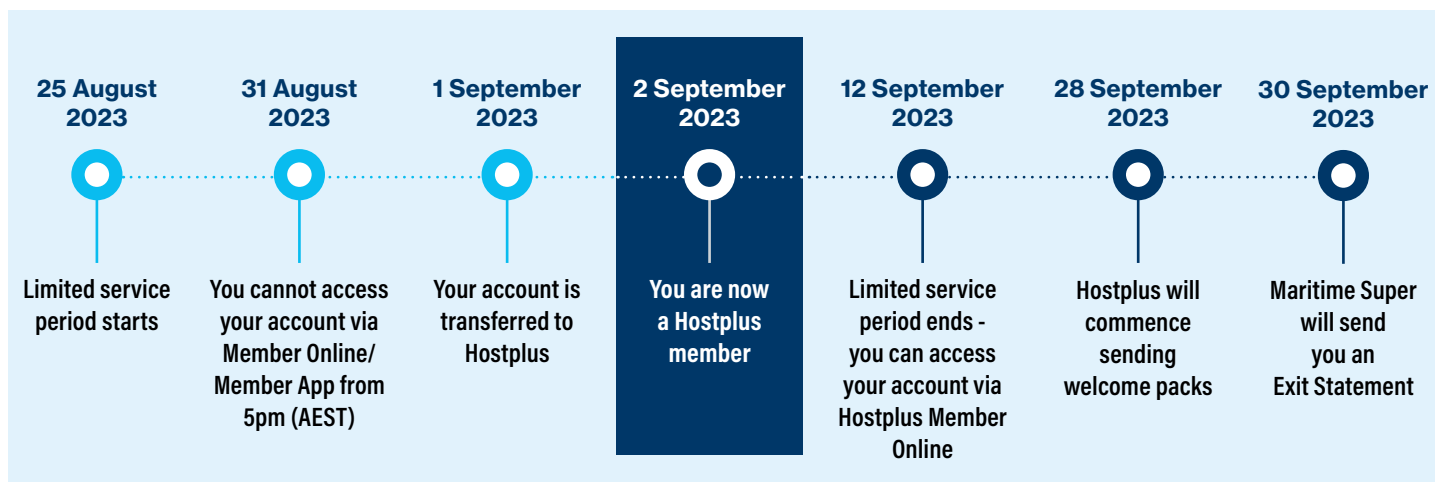 25 August
2023
Limited service
period starts
31 August
2023
You cannot access
your account via
Member Online/
Member App from
5pm (AEST)
1 September
2023
Your account is
transferred to
Hostplus
2 September
2023
You are now
a Hostplus
member
12 September
2023
Limited service
period ends -
you can access
your account via
Hostplus Member
Online
28 September
2023
Hostplus will
commence
sending
welcome packs
30 September
2023
Maritime Super
will send
you an
Exit Statement